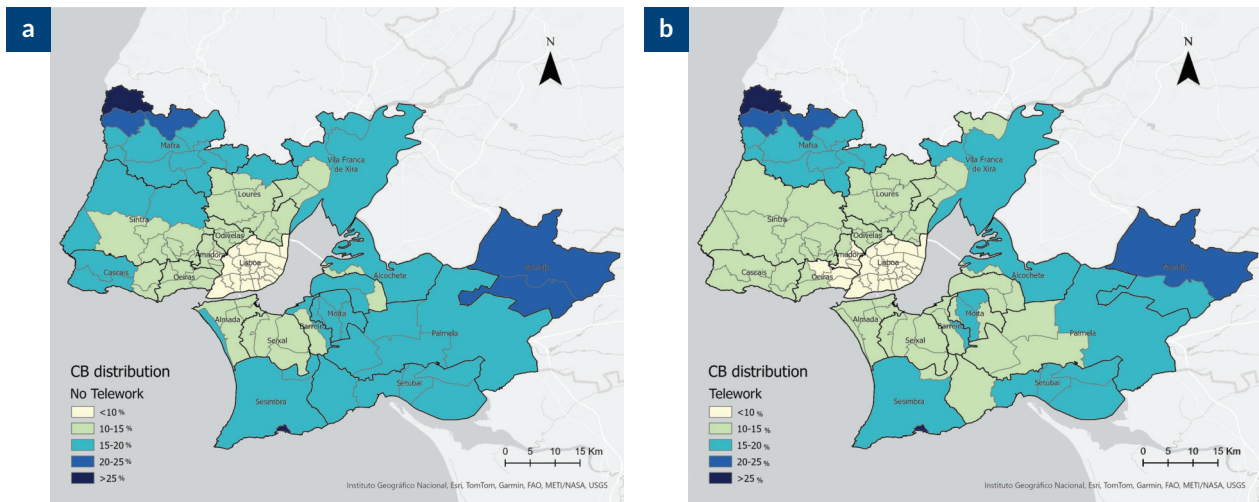 a
N
Mafra
Vila Franca
de Xira
Loures
Sintra
Odivelas
Amadora
Lisboa
Cascais
Oeiras
Alcochete
Almada
Moita
Barreiro
Seixal
Palmela
Setubal
Sesimbra
CB distribution
No Telework
<10 %
10-15 %
15-20 %
20-25 %
>25 %
0 5 10 15 Km
Instituto Geográfico Nacional, Esri, TomTom, Garmin, FAO, METI/NASA, USGS
b
N
Mafra
Vila Franca
de Xira
Loures
Sintra
Odivelas
Amadora
Lisboa
Cascais
Oeiras
Alcochete
Almada
Moita
Barreiro
Seixal
Palmela
Setubal
Sesimbra
CB distribution
Telework
<10 %
10-15 %
15-20 %
20-25 %
>25 %
0 5 10 15 Km
Instituto Geográfico Nacional, Esri, TomTom, Garmin, FAO, METI/NASA, USGS